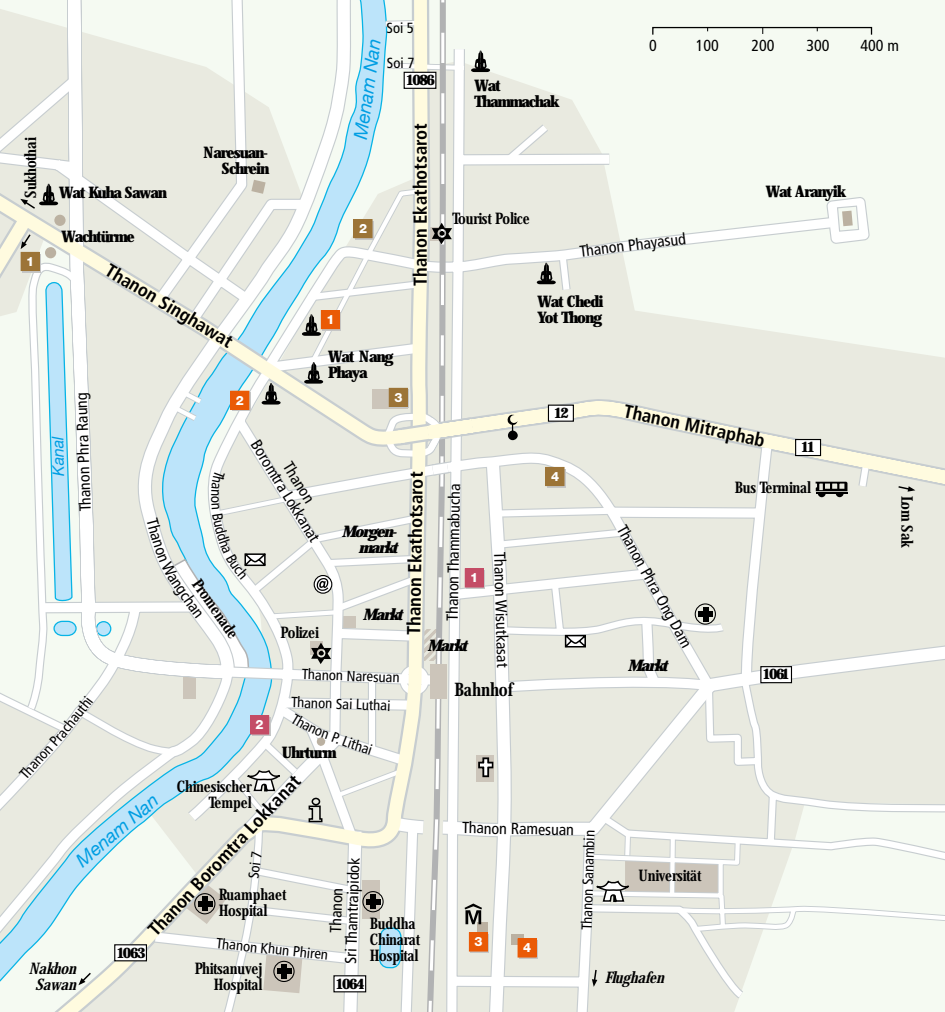 Soi 5
0 100 200 300 400 m
Soi 7
1086
Menam Nan
Wat
Thammachak
Thanon Ekathotsarot
Naresuan-
Schrein
Sukhothai
Wat Kuha Sawan
Wachtürme
Wat Aranyik
2
Tourist Police
Thanon Phayasud
1
Thanon Singhawat
Wat Chedi
Yot Thong
1
Wat Nang
Phaya
2
3
12
Thanon Mitraphab
11
Kanal
Thanon Phra Raung
Thanon
Boromtra Lokkanat
Thanon Buddha Buch
Thanon Ekathotsarot
Thanon Thammabucha
4
Bus Terminal
Lom Sak
Thanon Wangchan
Promenade
Morgen-
markt
@
1
Thanon Wisutkasat
Thanon Phra Ong Dam
Markt
Polizei
Markt
Markt
Thanon Naresuan
1061
Bahnhof
Thanon Sai Luthai
2
Thanon P. Lithai
Thanon Prachauthi
Uhrturm
Chinesischer
Tempel
Menam Nan
Thanon Boromtra Lokkanat
i
Thanon Ramesuan
Thanon Sanambin
Soi 7
Thanon
Sri Thamtraipidok
Universität
Ruamphaet
Hospital
Buddha
Chinarat
Hospital
M
3
4
1063
Thanon Khun Phiren
Phitsanuvej
Hospital
1064
Nakhon
Sawan
Flughafen